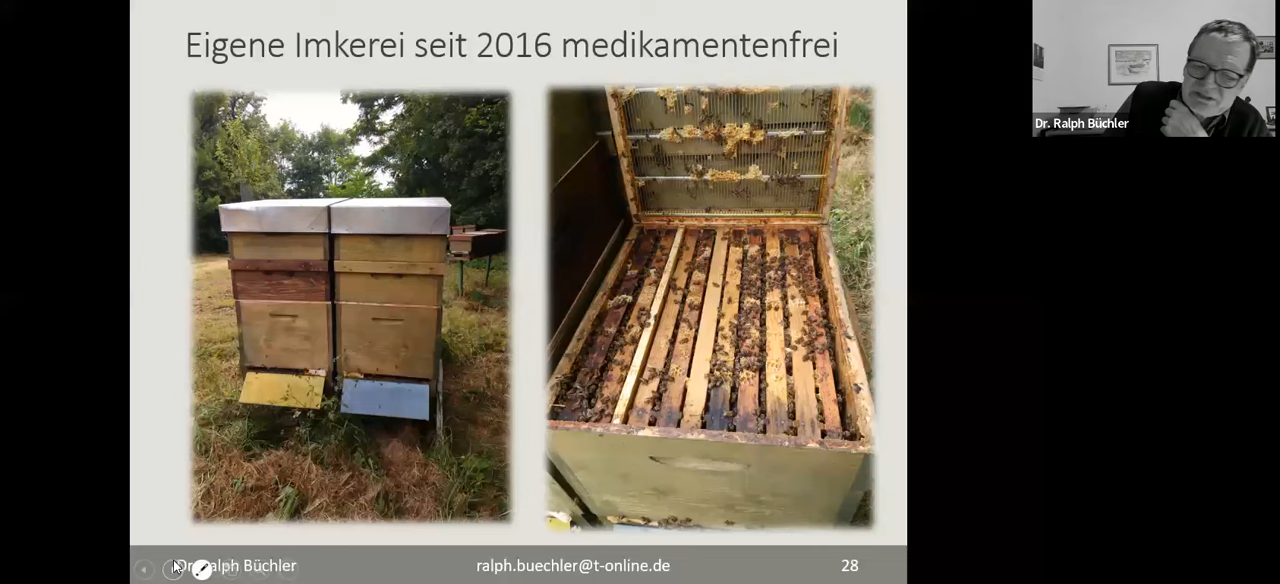 Eigene Imkerei seit 2016 medikamentenfrei
Dr. Ralph Büchler
Dr. Ralph Büchler
ralph.buechler@t-online.de
28